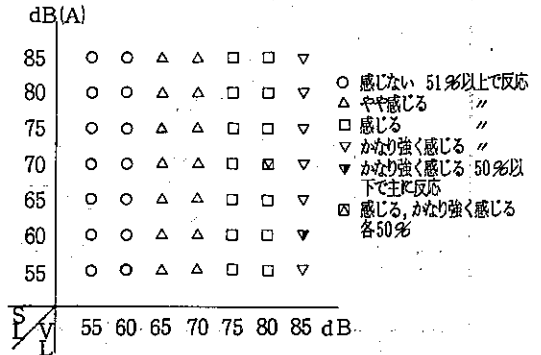 dB(A)
85 ○ ○ △ △ □ □ ▽
80 ○ ○ △ △ □ □ ▽
75 ○ ○ △ △ □ □ ▽
70 ○ ○ △ △ □ ⍁ ▽
65 ○ ○ △ △ □ □ ▽
60 ○ ○ △ △ □ □ ▼
55 ○ ○ △ △ □ □ ▽
SL VL 55 60 65 70 75 80 85 dB
○ 感じない 51%以上で反応
△ やや感じる 〃
□ 感じる 〃
▽ かなり強く感じる 〃
▼ かなり強く感じる 50%以
下で主に反応
⍁ 感じる,かなり強く感じる
各50%